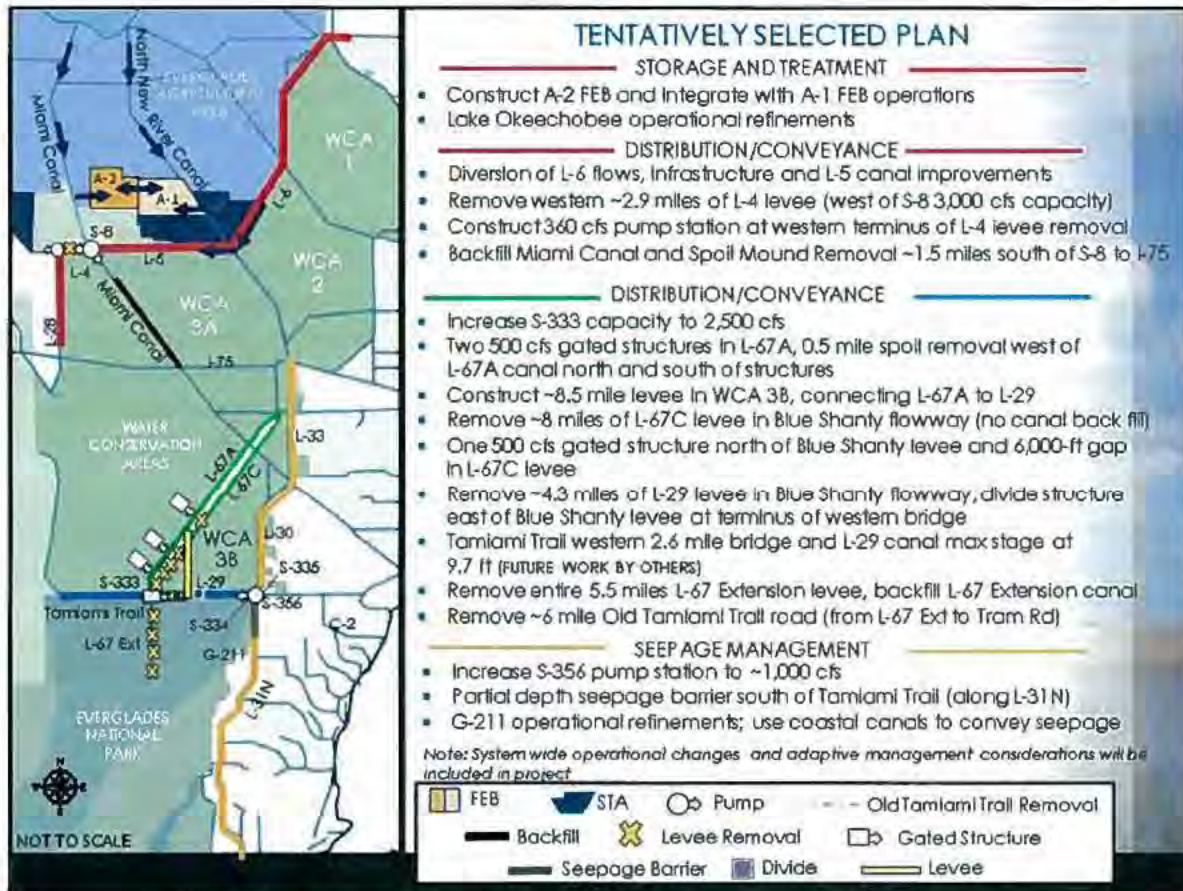 North New River Canal
EVERGLADES
AGRICULTURAL
AREA
Miami Canal
WCA
1
A-2
A-1
L-6
S-8
L-4
L-5
WCA
2
Miami Canal
WCA
3A
L-28
L-75
WATER
CONSERVATION
AREAS
L-33
L-67A
L-67C
WCA
3B
L-30
S-333
L-29
S-335
S-356
Tamiami Trail
S-334
C-2
L-67 Ext
G-211
L-31N
EVERGLADES
NATIONAL
PARK
N
NOT TO SCALE
TENTATIVELY SELECTED PLAN
STORAGE AND TREATMENT
• Construct A-2 FEB and Integrate with A-1 FEB operations
• Lake Okeechobee operational refinements
DISTRIBUTION/CONVEYANCE
• Diversion of L-6 flows, Infrastructure and L-5 canal improvements
• Remove western ~2.9 miles of L-4 levee (west of S-8 3,000 cfs capacity)
• Construct 360 cfs pump station at western terminus of L-4 levee removal
• Backfill Miami Canal and Spoil Mound Removal ~1.5 miles south of S-8 to I-75
DISTRIBUTION/CONVEYANCE
• Increase S-333 capacity to 2,500 cfs
• Two 500 cfs gated structures in L-67A, 0.5 mile spoil removal west of
L-67A canal north and south of structures
• Construct ~8.5 mile levee in WCA 3B, connecting L-67A to L-29
• Remove ~8 miles of L-67C levee in Blue Shanty flowway (no canal back fill)
• One 500 cfs gated structure north of Blue Shanty levee and 6,000-ft gap
in L-67C levee
• Remove ~4.3 miles of L-29 levee in Blue Shanty flowway, divide structure
east of Blue Shanty levee at terminus of western bridge
• Tamiami Trail western 2.6 mile bridge and L-29 canal max stage at
9.7 ft (FUTURE WORK BY OTHERS)
• Remove entire 5.5 miles L-67 Extension levee, backfill L-67 Extension canal
• Remove ~6 mile Old Tamiami Trail road (from L-67 Ext to Tram Rd)
SEEPAGE MANAGEMENT
• Increase S-356 pump station to ~1,000 cfs
• Partial depth seepage barrier south of Tamiami Trail (along L-31N)
• G-211 operational refinements; use coastal canals to convey seepage
Note: System wide operational changes and adaptive management considerations will be
included in project
FEB STA Pump Old Tamiami Trail Removal
Backfill Levee Removal Gated Structure
Seepage Barrier Divide Levee